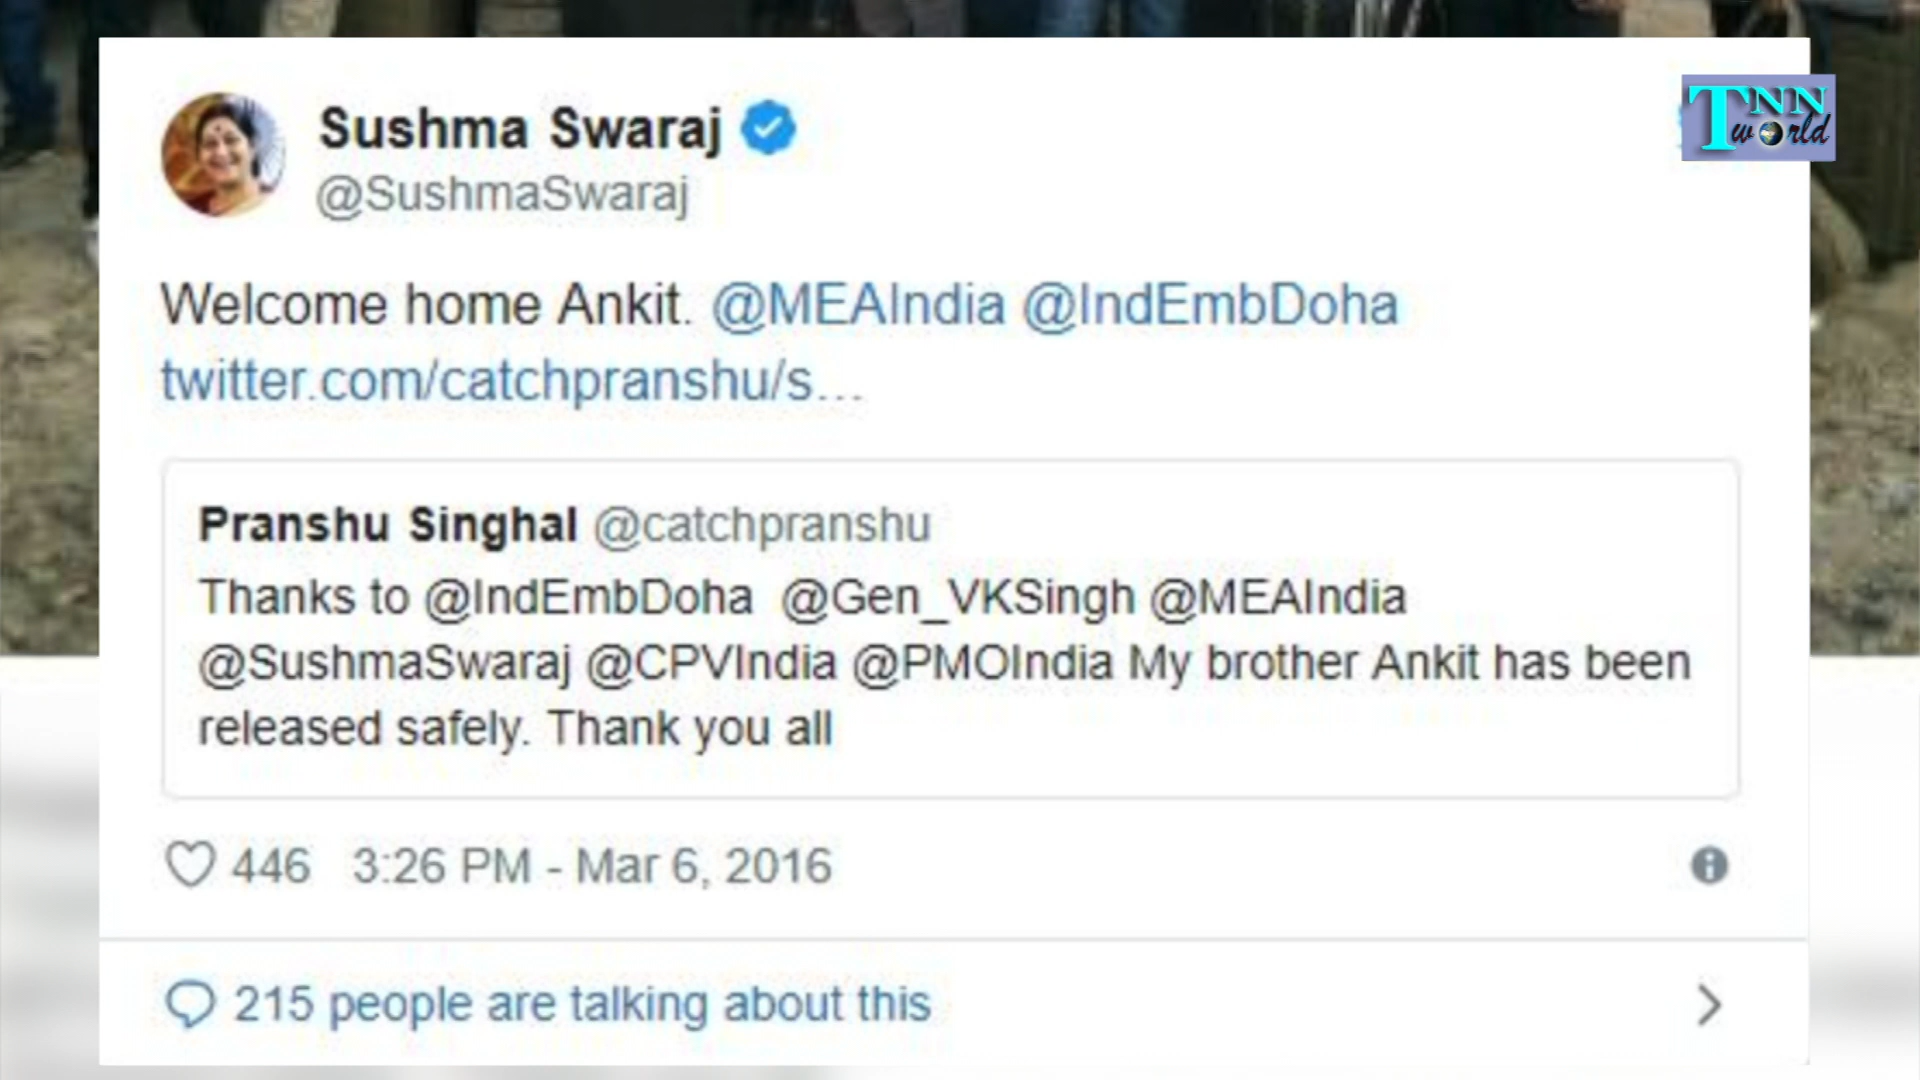 Sushma Swaraj
@SushmaSwaraj
TNN
World
Welcome home Ankit. @MEAIndia @IndEmbDoha
twitter.com/catchpranshu/s...
Pranshu Singhal @catchpranshu
Thanks to @IndEmbDoha @Gen_VKSingh @MEAIndia
@SushmaSwaraj @CPVIndia @PMOIndia My brother Ankit has been
released safely. Thank you all
446 3:26 PM - Mar 6, 2016
215 people are talking about this